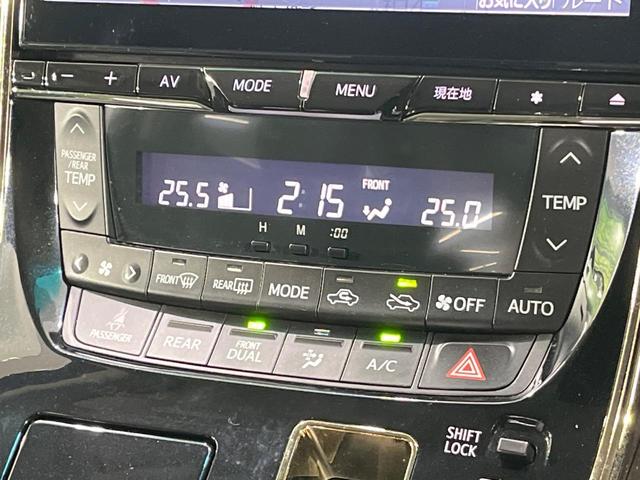 お気に入り ルート
- + AV MODE MENU 現在地
PASSENGER
/REAR
TEMP
25.5 2:15 FRONT 25.0
H M :00
TEMP
FRONT REAR MODE OFF AUTO
PASSENGER REAR FRONT
DUAL A/C
SHIFT
LOCK